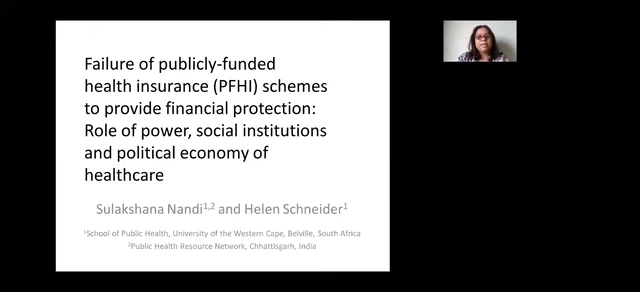 Failure of publicly-funded
health insurance (PFHI) schemes
to provide financial protection:
Role of power, social institutions
and political economy of
healthcare
Sulakshana Nandi1,2 and Helen Schneider1
1School of Public Health, University of the Western Cape, Belville, South Africa
2Public Health Resource Network, Chhattisgarh, India